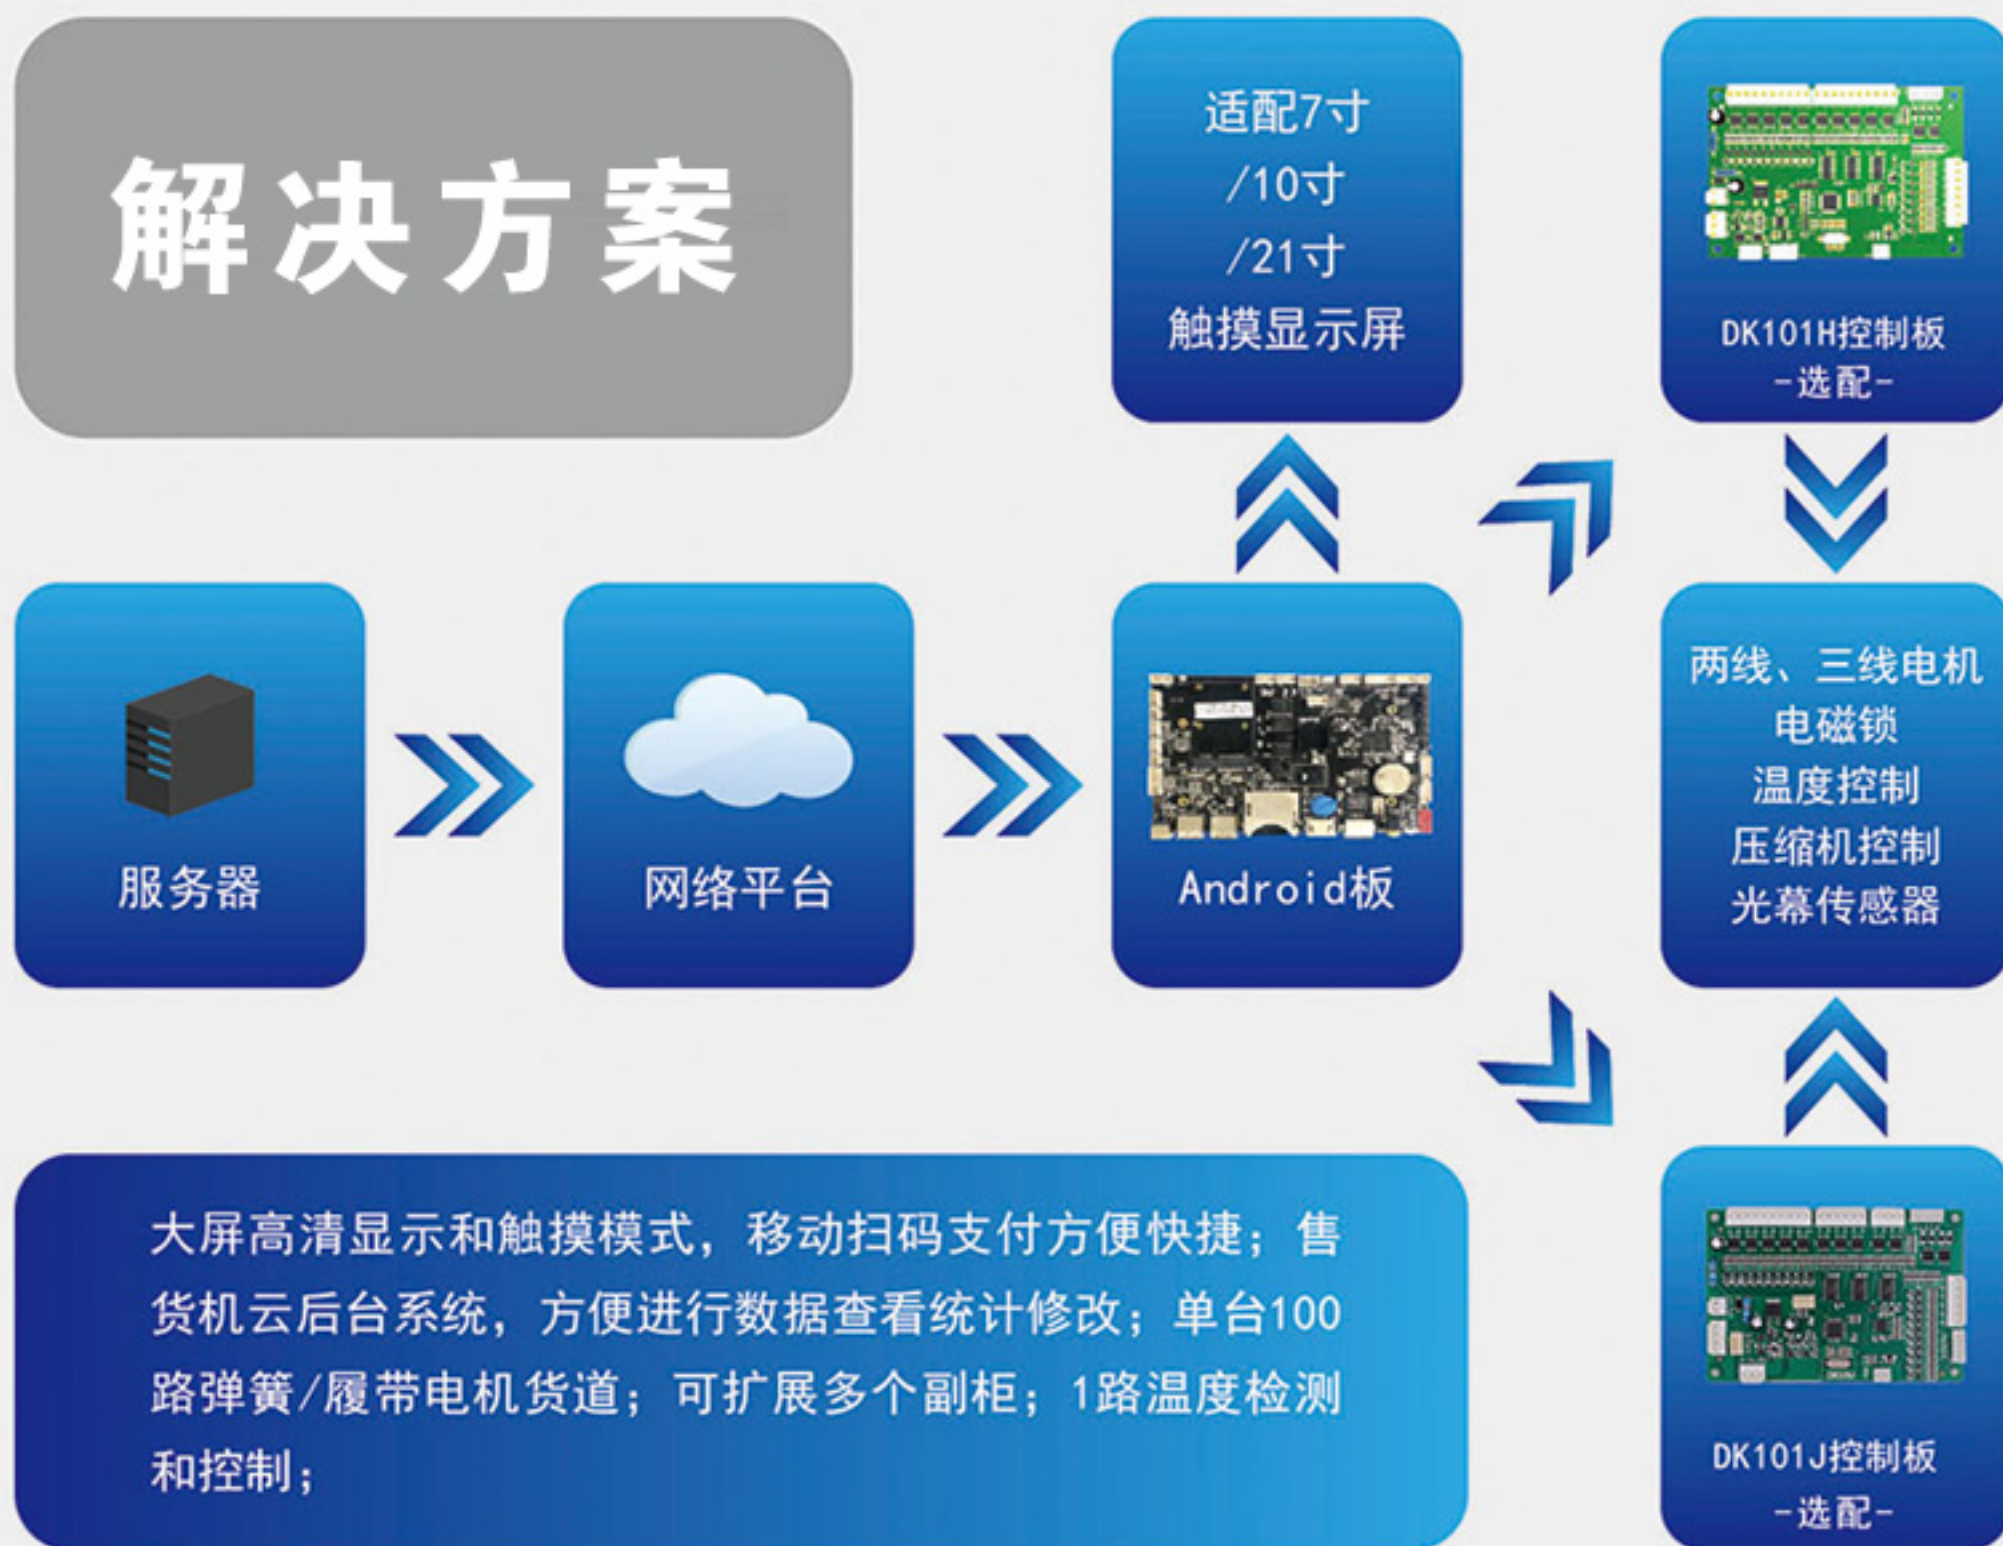 解决方案
适配7寸
/10寸
/21寸
触摸显示屏
DK101H控制板
-选配-
服务器
网络平台
Android板
两线、三线电机
电磁锁
温度控制
压缩机控制
光幕传感器
大屏高清显示和触摸模式，移动扫码支付方便快捷；售
货机云后台系统，方便进行数据查看统计修改；单台100
路弹簧/履带电机货道；可扩展多个副柜；1路温度检测
和控制；
DK101J控制板
-选配-